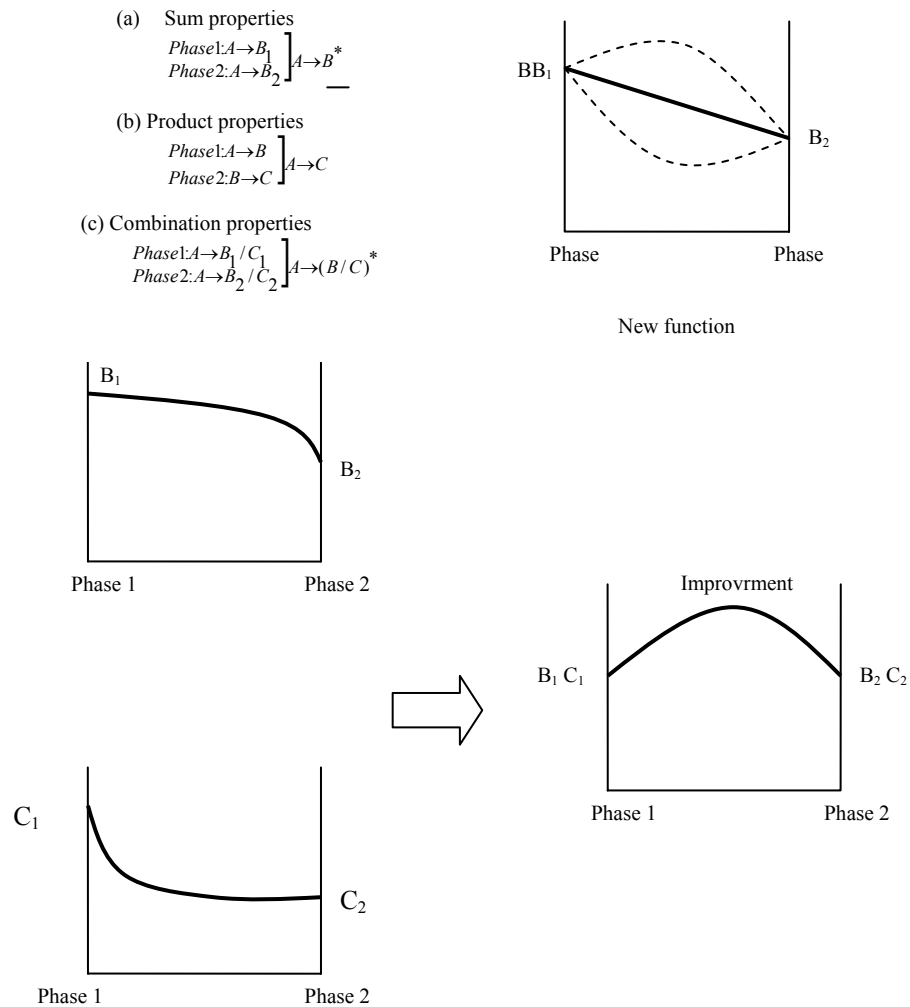 (a) Sum properties
Phase1:A→B₁
Phase2:A→B₂ ] A→B*
(b) Product properties
Phase1:A→B
Phase2:B→C ] A→C
(c) Combination properties
Phase1:A→B₁/C₁
Phase2:A→B₂/C₂ ] A→(B/C)*
BB₁
B₂
Phase Phase
New function
B₁
B₂
Phase 1 Phase 2
Improvrment
B₁ C₁ B₂ C₂
Phase 1 Phase 2
C₁
C₂
Phase 1 Phase 2